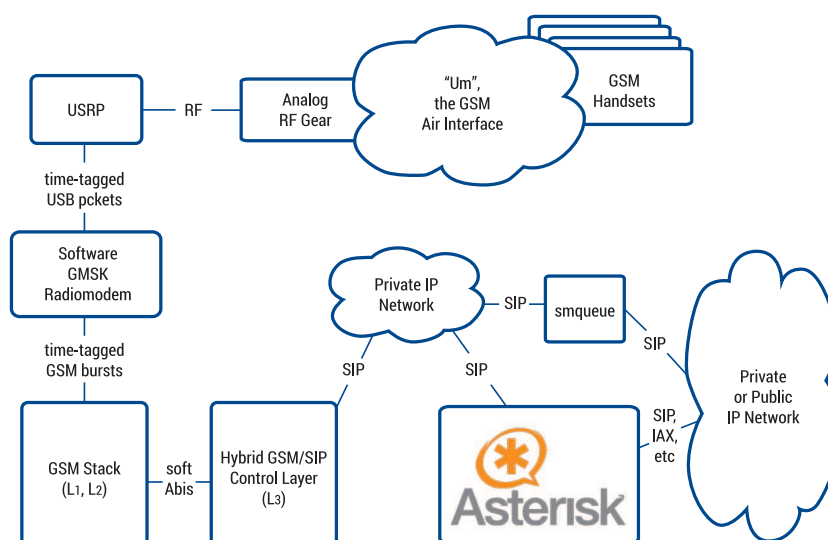 USRP
RF
Analog
RF Gear
“Um”,
the GSM
Air Interface
GSM
Handsets
time-tagged
USB pckets
Software
GMSK
Radiomodem
time-tagged
GSM bursts
GSM Stack
(L1, L2)
soft
Abis
Hybrid GSM/SIP
Control Layer
(L3)
SIP
Private IP
Network
SIP
smqueue
SIP
SIP
Asterisk™
SIP,
IAX,
etc
Private
or Public
IP Network